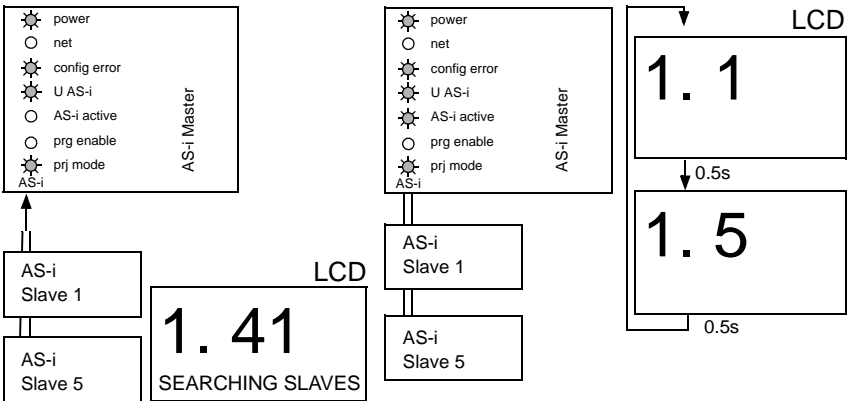 power
net
config error
U AS-i
AS-i active
prg enable
prj mode
AS-i
AS-i Master
AS-i
Slave 1
AS-i
Slave 5
LCD
1. 41
SEARCHING SLAVES
power
net
config error
U AS-i
AS-i active
prg enable
prj mode
AS-i
AS-i Master
AS-i
Slave 1
AS-i
Slave 5
LCD
1. 1
0.5s
1. 5
0.5s